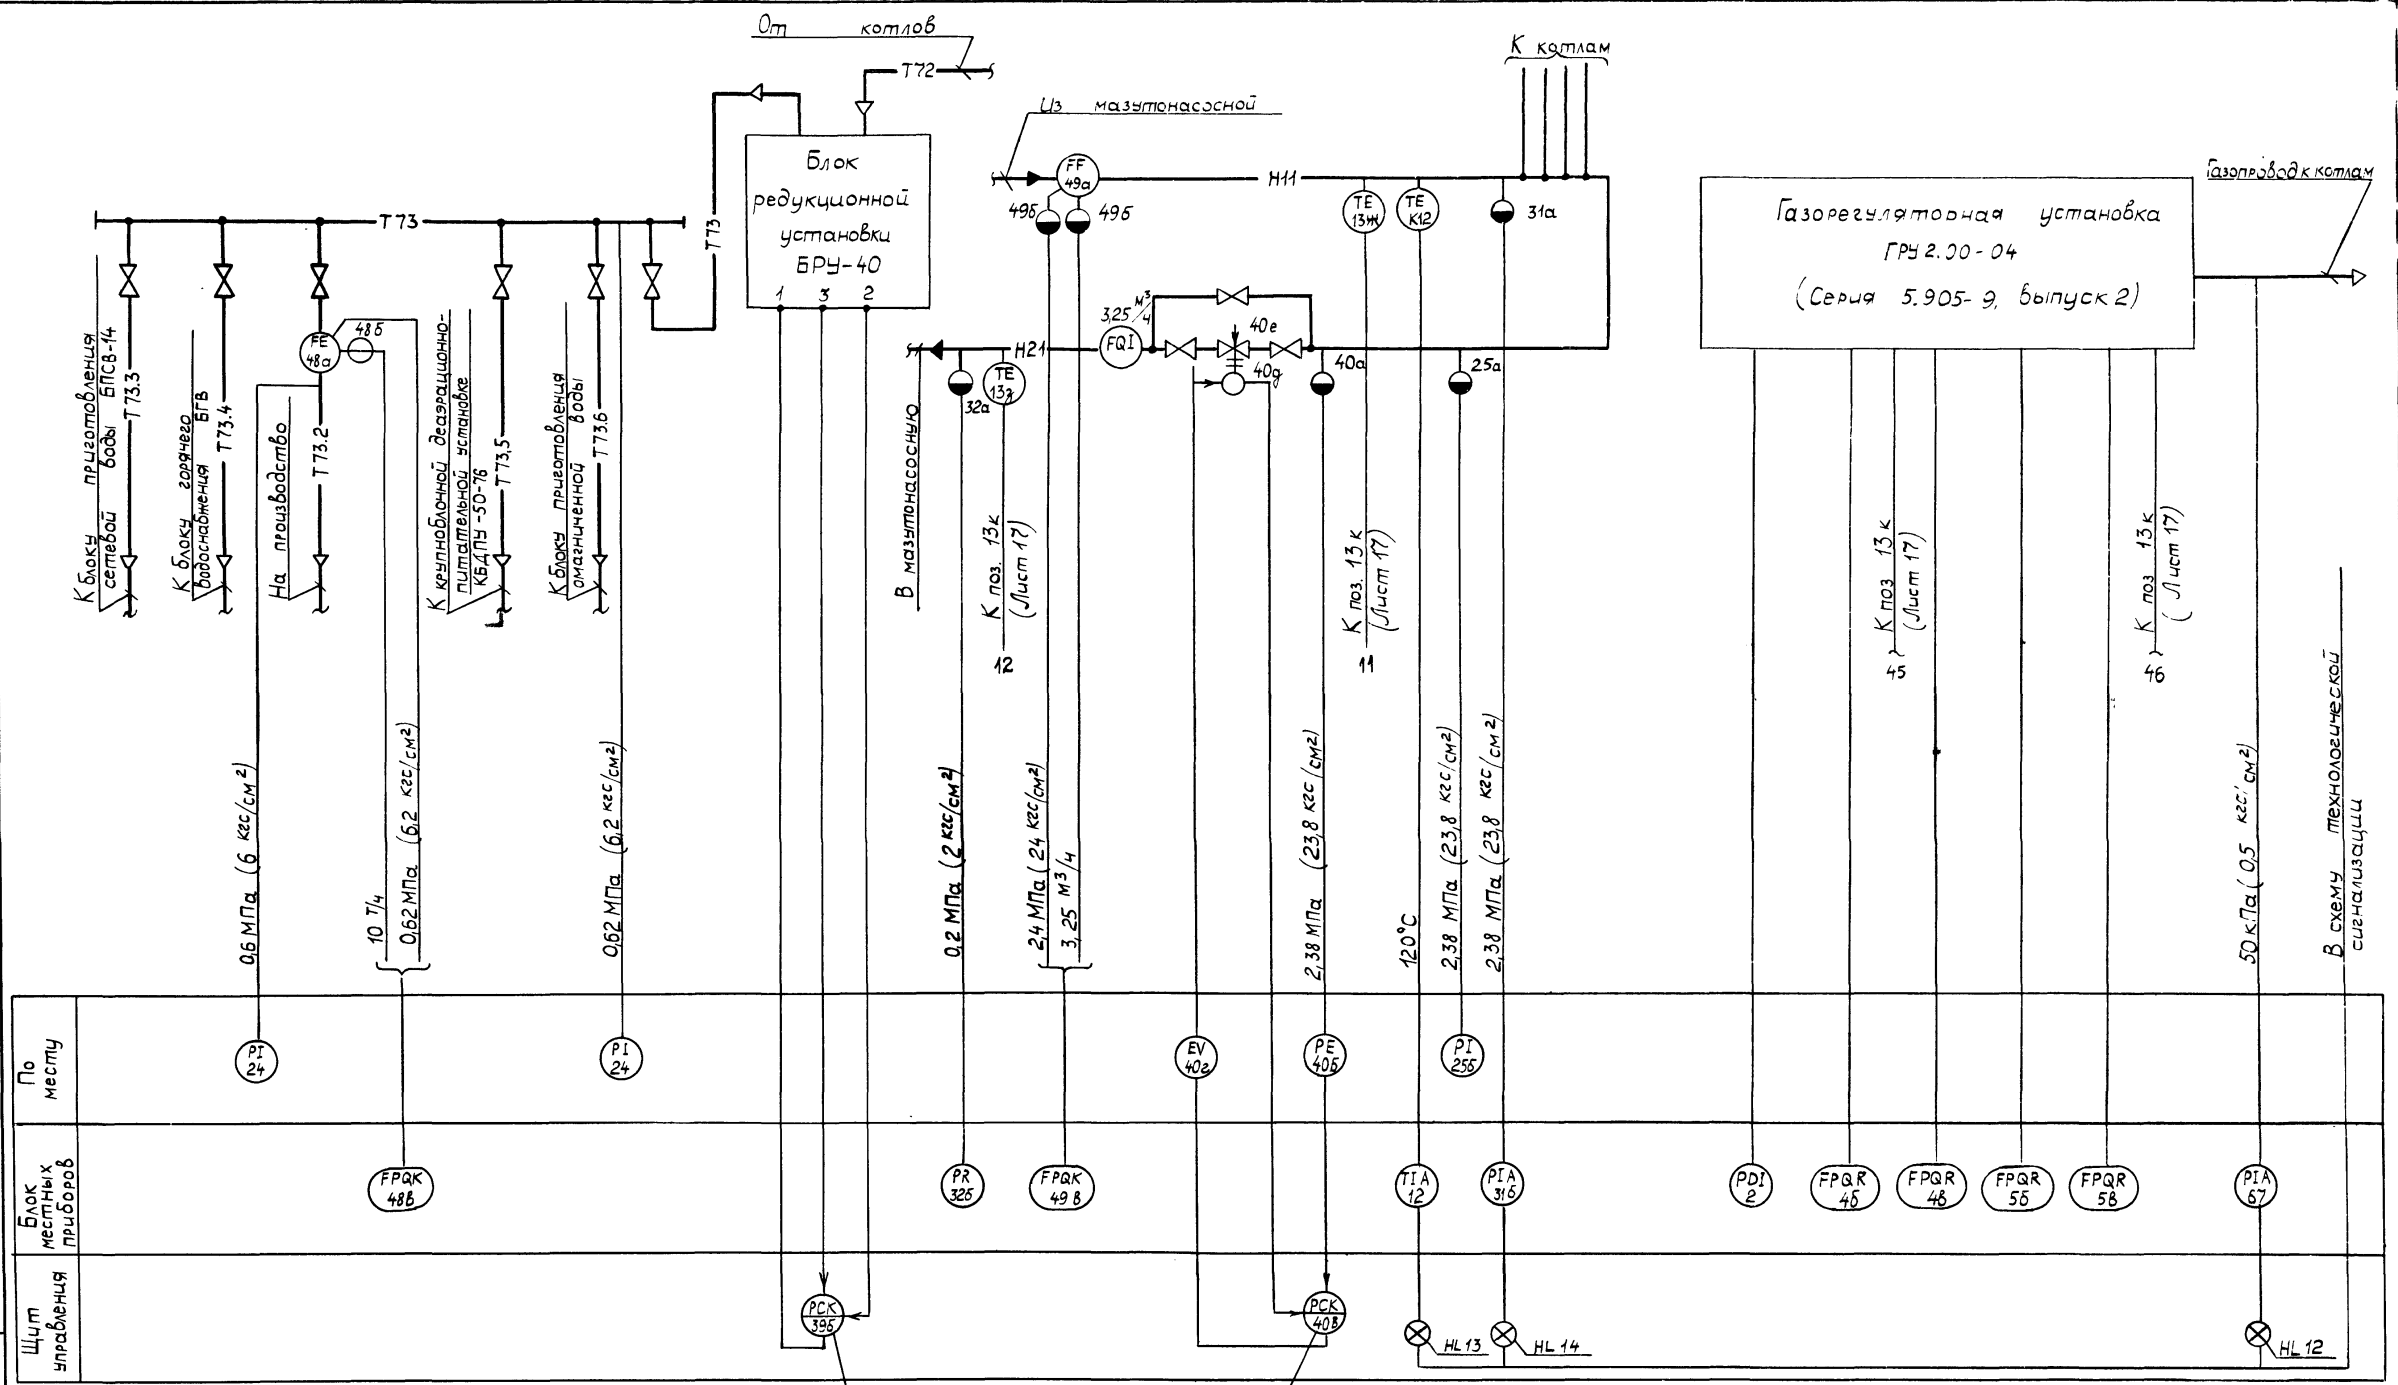 От котлов
Т72
К котлам
Из мазутонасосной
Блок
редукционной
установки
БРУ-40
1 3 2
Т73
Т73
FF
49а
49б
49б
Н11
ТЕ
13ж
ТЕ
К12
31а
Газорегуляторная установка
ГРУ 2.00-04
(Серия 5.905-9, выпуск 2)
Газопровод к котлам
К блоку приготовления
сетевой воды БПСВ-14
Т73.3
К блоку горячего
водоснабжения БГВ
Т73.4
FE
48а
48б
На производство
Т73.2
К крупноблочной деаэрационно-
питательной установке
КБДПУ-50-76
Т73,5
К блоку приготовления
омагниченной воды
Т73.6
3,25 м³/ч
FQI
Н21
40е
40д
40а
25а
32а
ТЕ
13з
В мазутонасосную
К поз. 13к
(Лист 17)
12
К поз. 13к
(Лист 17)
11
К поз 13к
(Лист 17)
45
К поз 13к
(Лист 17)
46
0,6 МПа (6 кгс/см²)
10 т/ч
0,62МПа (6,2 кгс/см²)
0,62 МПа (6,2 кгс/см²)
0,2 МПа (2 кгс/см²)
2,4 МПа (24 кгс/см²)
3,25 м³/ч
2,38 МПа (23,8 кгс/см²)
120°С
2,38 МПа (23,8 кгс/см²)
2,38 МПа (23,8 кгс/см²)
50 кПа (0,5 кгс/см²)
В схему технологической
сигнализации
По
месту
PI
24
PI
24
EV
40г
PE
40б
PI
25б
Блок
местных
приборов
FPQK
48В
PR
32б
FPQK
49В
TIA
12
PIA
31б
PDI
2
FPQR
4б
FPQR
4В
FPQR
5б
FPQR
5В
PIA
67
Щит
управления
РСК
39б
РСК
40В
HL 13
HL 14
HL 12